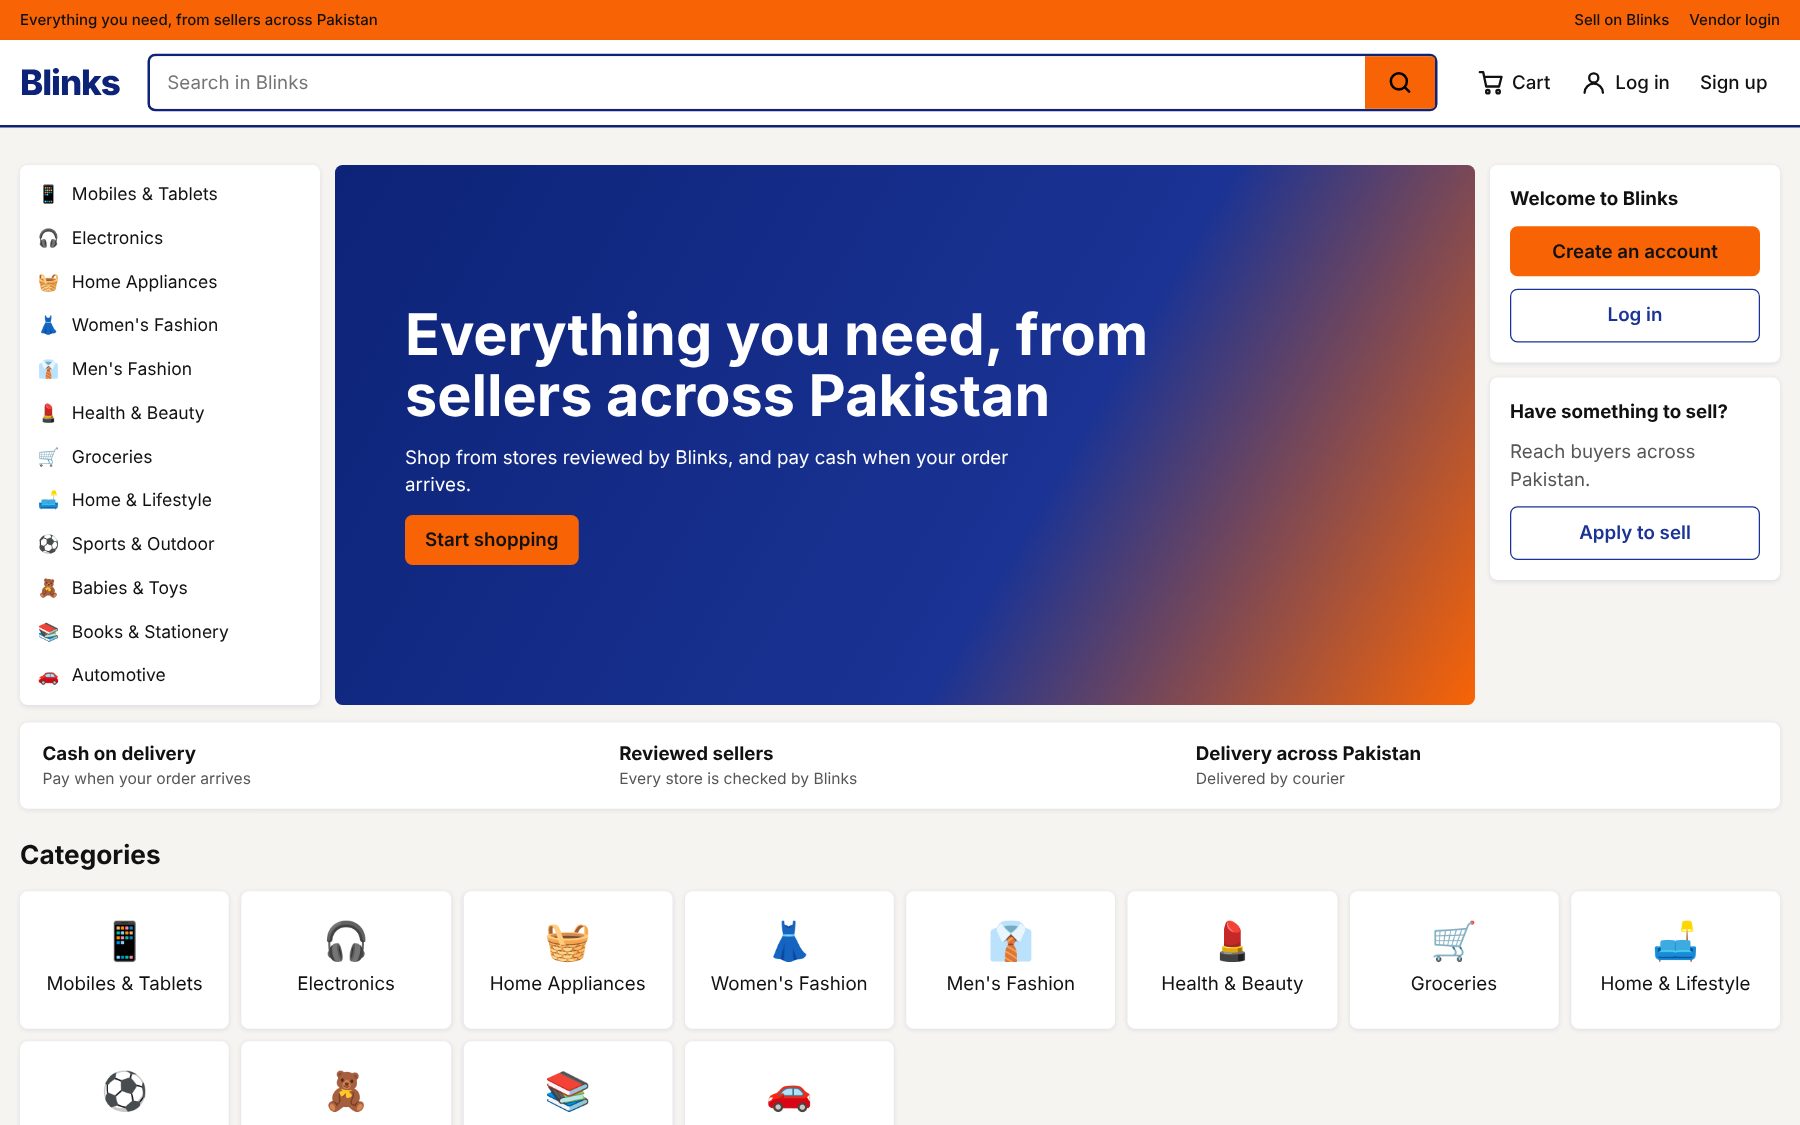 Everything you need, from sellers across Pakistan
Sell on Blinks
Vendor login
Blinks
Search in Blinks
Cart
Log in
Sign up
Mobiles & Tablets
Electronics
Home Appliances
Women's Fashion
Men's Fashion
Health & Beauty
Groceries
Home & Lifestyle
Sports & Outdoor
Babies & Toys
Books & Stationery
Automotive
Everything you need, from
sellers across Pakistan
Shop from stores reviewed by Blinks, and pay cash when your order
arrives.
Start shopping
Welcome to Blinks
Create an account
Log in
Have something to sell?
Reach buyers across
Pakistan.
Apply to sell
Cash on delivery
Pay when your order arrives
Reviewed sellers
Every store is checked by Blinks
Delivery across Pakistan
Delivered by courier
Categories
Mobiles & Tablets
Electronics
Home Appliances
Women's Fashion
Men's Fashion
Health & Beauty
Groceries
Home & Lifestyle